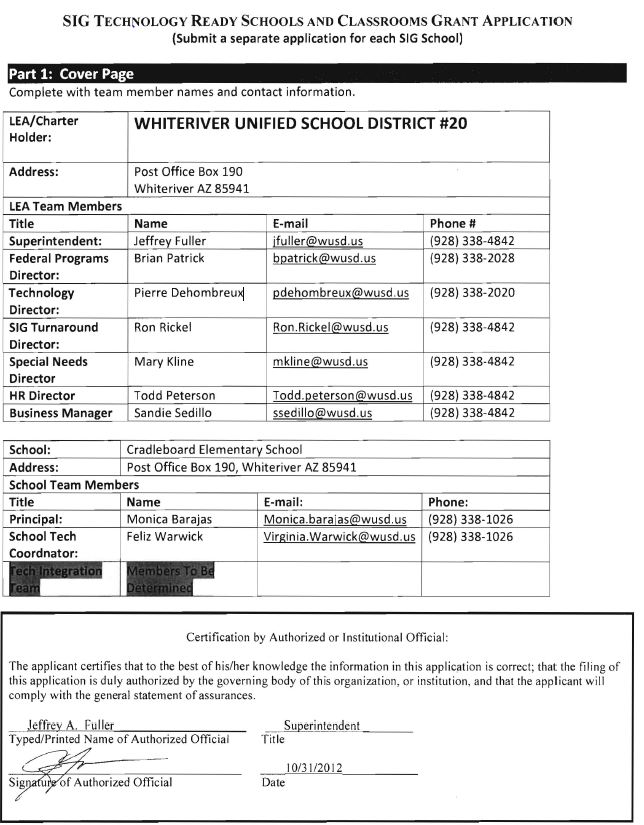 SIG TECHNOLOGY READY SCHOOLS AND CLASSROOMS GRANT APPLICATION
(Submit a separate application for each SIG School)
Part 1: Cover Page
Complete with team member names and contact information.
LEA/Charter Holder: WHITERIVER UNIFIED SCHOOL DISTRICT #20
Address: Post Office Box 190
Whiteriver AZ 85941
LEA Team Members
Title Name E-mail Phone #
Superintendent: Jeffrey Fuller jfuller@wusd.us (928) 338-4842
Federal Programs Director: Brian Patrick bpatrick@wusd.us (928) 338-2028
Technology Director: Pierre Dehombreux pdehombreux@wusd.us (928) 338-2020
SIG Turnaround Director: Ron Rickel Ron.Rickel@wusd.us (928) 338-4842
Special Needs Director Mary Kline mkline@wusd.us (928) 338-4842
HR Director Todd Peterson Todd.peterson@wusd.us (928) 338-4842
Business Manager Sandie Sedillo ssedillo@wusd.us (928) 338-4842
School: Cradleboard Elementary School
Address: Post Office Box 190, Whiteriver AZ 85941
School Team Members
Title Name E-mail: Phone:
Principal: Monica Barajas Monica.barajas@wusd.us (928) 338-1026
School Tech Coordinator: Feliz Warwick Virginia.Warwick@wusd.us (928) 338-1026
Tech Integration Team Members To Be Determined
Certification by Authorized or Institutional Official:
The applicant certifies that to the best of his/her knowledge the information in this application is correct; that the filing of
this application is duly authorized by the governing body of this organization, or institution, and that the applicant will
comply with the general statement of assurances.
Jeffrey A. Fuller Superintendent
Typed/Printed Name of Authorized Official Title
10/31/2012
Signature of Authorized Official Date